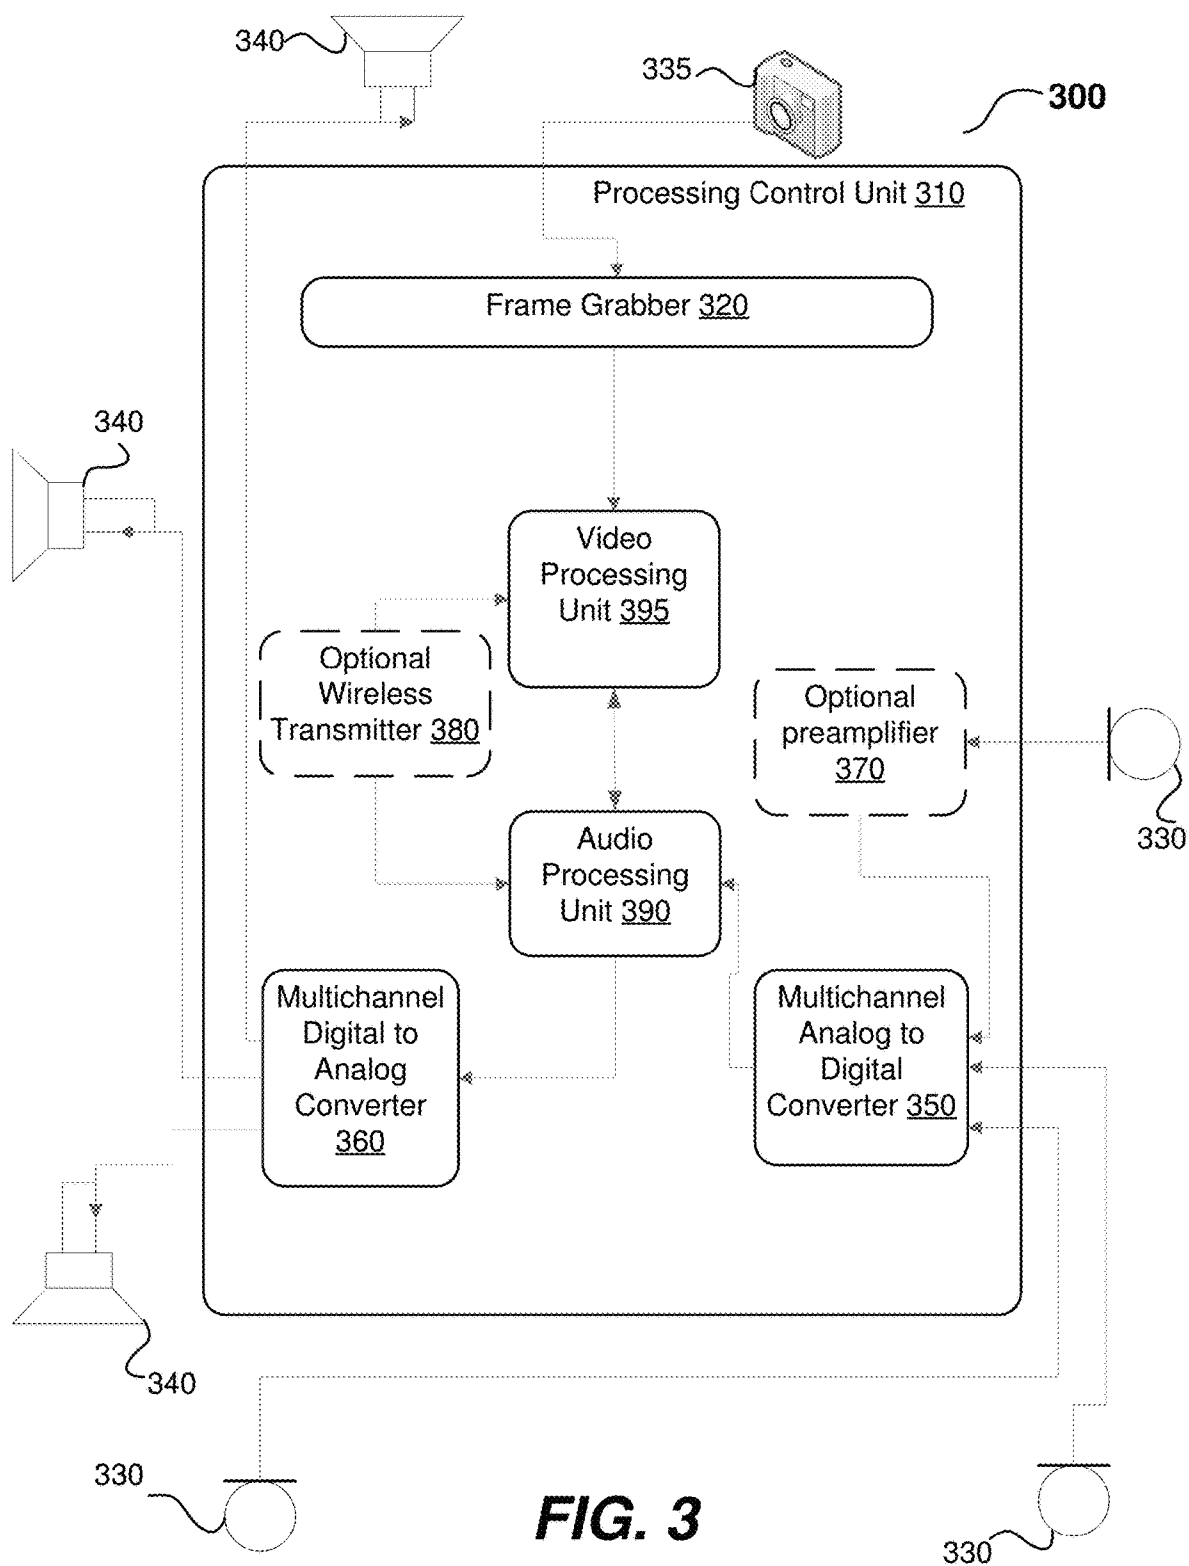 340
335
300
Processing Control Unit 310
Frame Grabber 320
340
Video
Processing
Unit 395
Optional
Wireless
Transmitter 380
Optional
preamplifier
370
330
Audio
Processing
Unit 390
Multichannel
Digital to
Analog
Converter
360
Multichannel
Analog to
Digital
Converter 350
340
330
330
FIG. 3